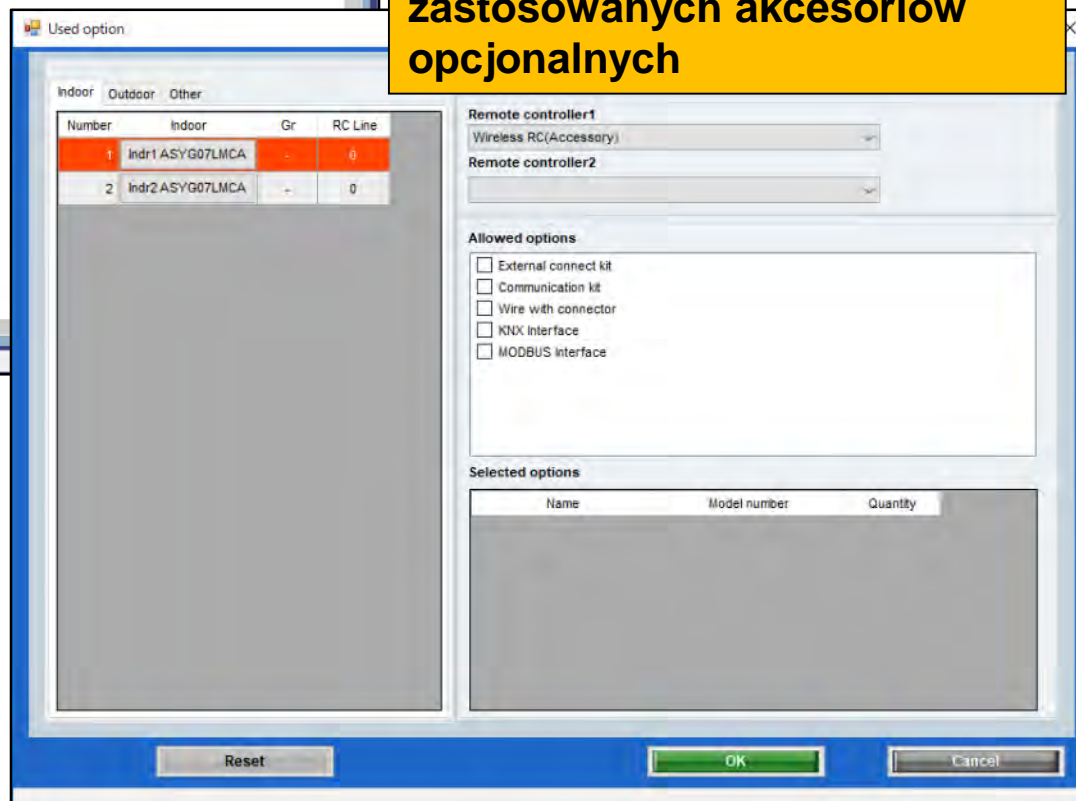 zastosowanych akcesoriów
opcjonalnych
Used option
Indoor Outdoor Other
Number Indoor Gr RC Line
1 Indr1 ASYG07LMCA - 0
2 Indr2 ASYG07LMCA - 0
Remote controller1
Wireless RC(Accessory)
Remote controller2
Allowed options
External connect kit
Communication kit
Wire with connector
KNX Interface
MODBUS Interface
Selected options
Name Model number Quantity
Reset OK Cancel